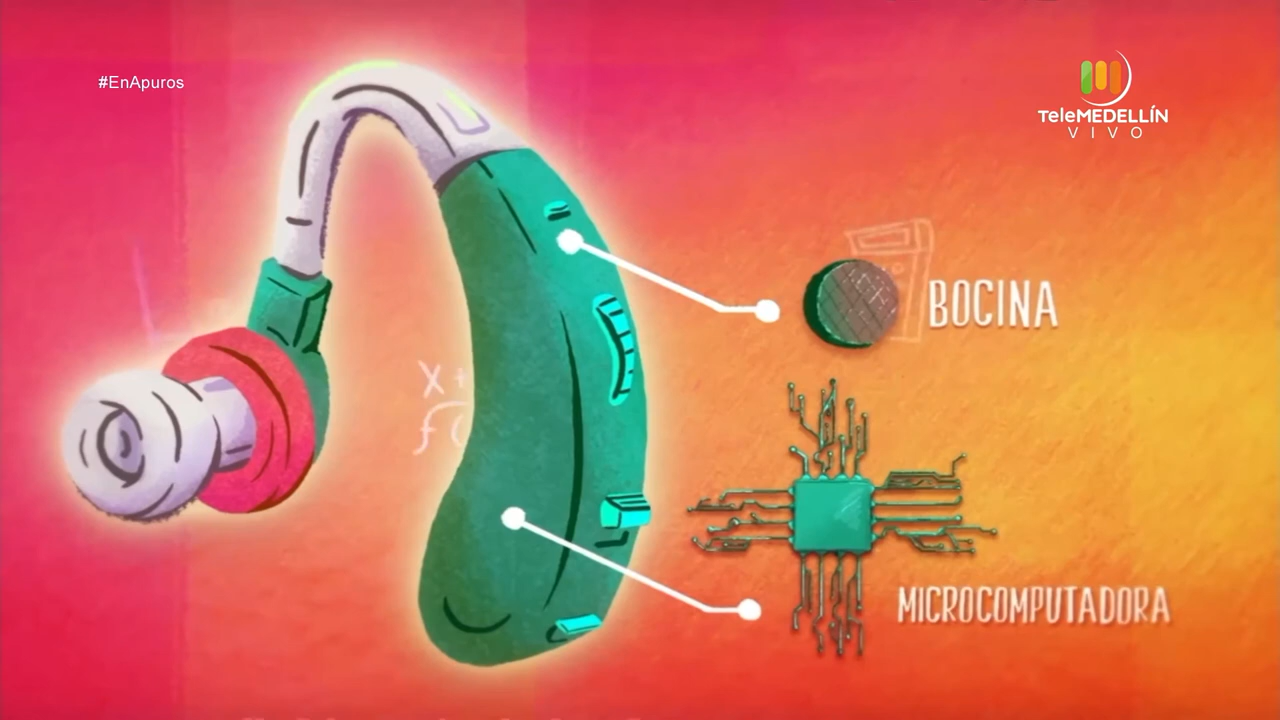 #EnApuros
TeleMEDELLÍN
VIVO
BOCINA
X+
f(
MICROCOMPUTADORA